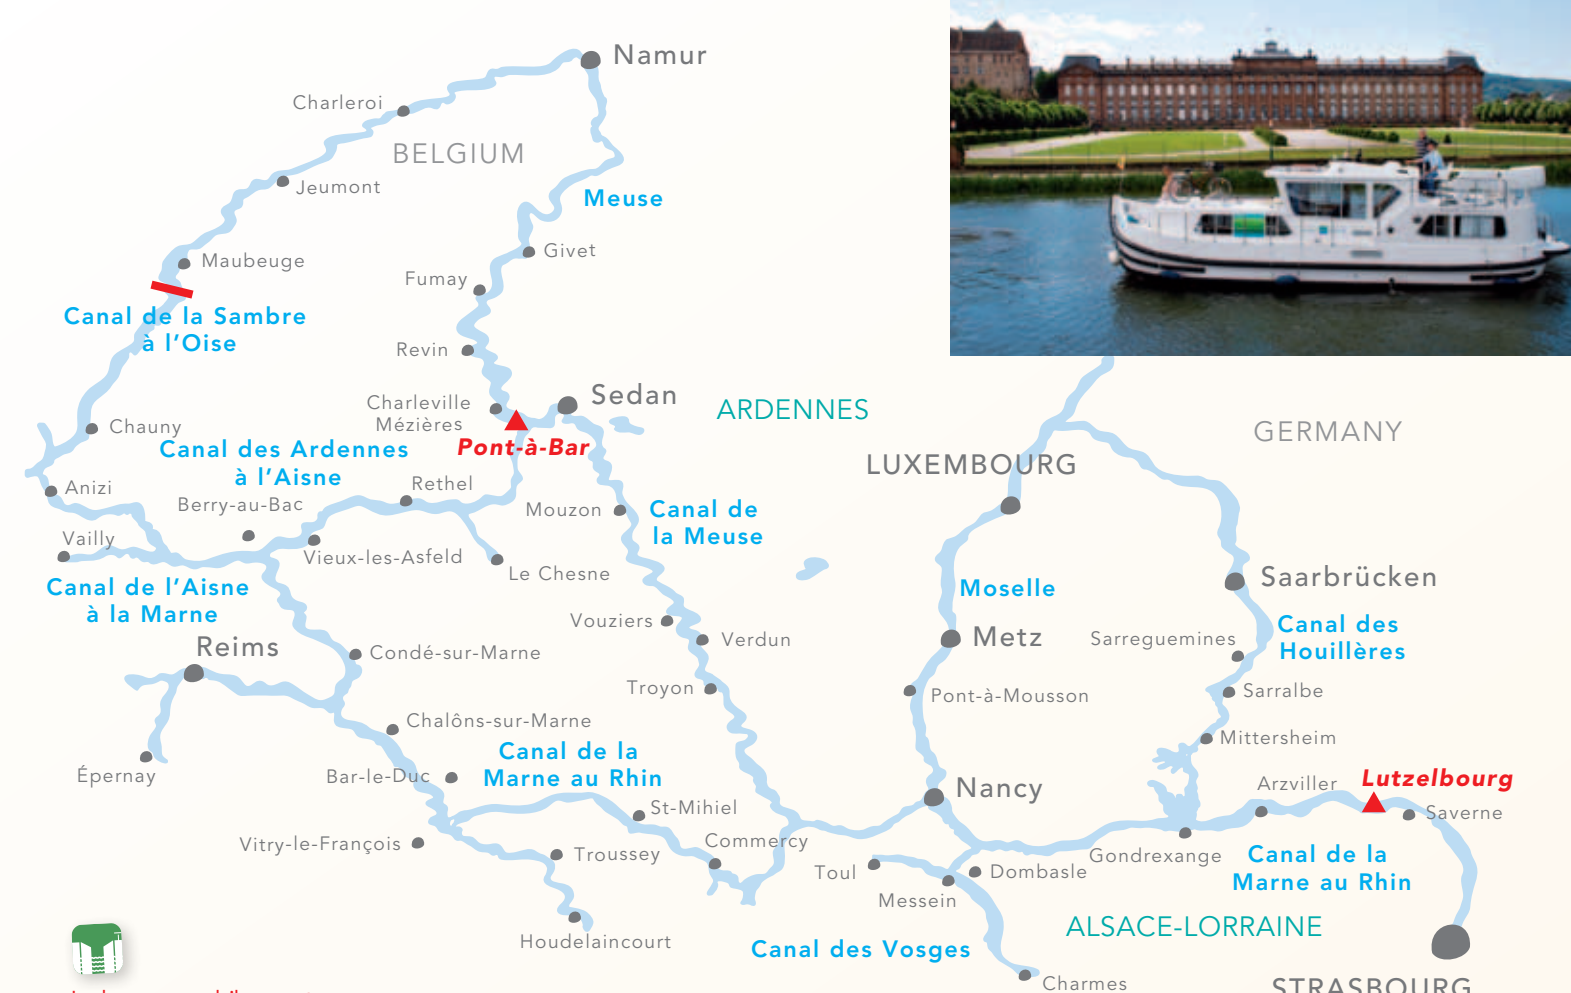 Namur
Charleroi
BELGIUM
Jeumont
Meuse
Givet
Maubeuge
Fumay
Canal de la Sambre
à l'Oise
Revin
Charleville
Mézières
Sedan
ARDENNES
Pont-à-Bar
GERMANY
Chauny
Canal des Ardennes
à l'Aisne
LUXEMBOURG
Anizi
Rethel
Berry-au-Bac
Mouzon
Canal de
la Meuse
Vailly
Vieux-les-Asfeld
Le Chesne
Saarbrücken
Canal de l'Aisne
à la Marne
Moselle
Vouziers
Verdun
Metz
Sarreguemines
Canal des
Houillères
Reims
Condé-sur-Marne
Troyon
Pont-à-Mousson
Sarralbe
Chalôns-sur-Marne
Mittersheim
Canal de la
Marne au Rhin
Épernay
Bar-le-Duc
Nancy
Arzviller
Lutzelbourg
St-Mihiel
Saverne
Vitry-le-François
Commercy
Troussey
Toul
Dombasle
Gondrexange
Canal de la
Marne au Rhin
Messein
ALSACE-LORRAINE
Houdelaincourt
Canal des Vosges
Charmes
STRASBOURG